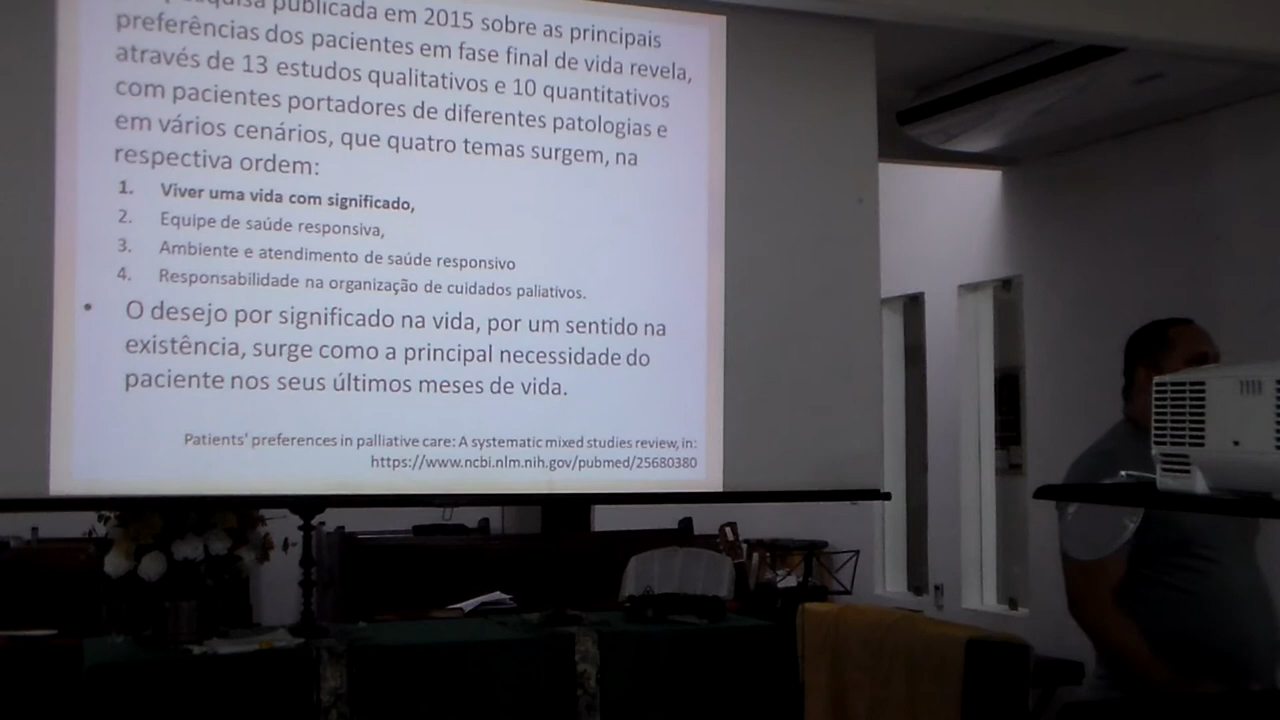 publicada em 2015 sobre as principais
preferências dos pacientes em fase final de vida revela,
através de 13 estudos qualitativos e 10 quantitativos
com pacientes portadores de diferentes patologias e
em vários cenários, que quatro temas surgem, na
respectiva ordem:
1. Viver uma vida com significado,
2. Equipe de saúde responsiva,
3. Ambiente e atendimento de saúde responsivo
4. Responsabilidade na organização de cuidados paliativos.
• O desejo por significado na vida, por um sentido na
existência, surge como a principal necessidade do
paciente nos seus últimos meses de vida.
Patients' preferences in palliative care: A systematic mixed studies review, in:
https://www.ncbi.nlm.nih.gov/pubmed/25680380